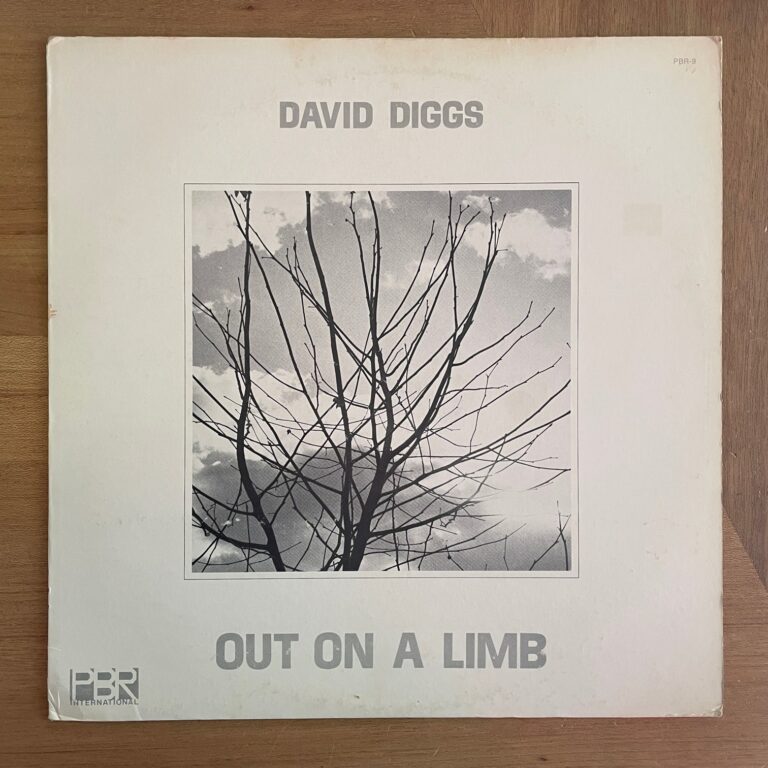 PBR-9
DAVID DIGGS
OUT ON A LIMB
PBR
INTERNATIONAL